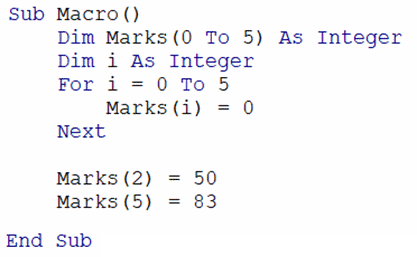 Sub Macro()
    Dim Marks(0 To 5) As Integer
    Dim i As Integer
    For i = 0 To 5
        Marks(i) = 0
    Next

    Marks(2) = 50
    Marks(5) = 83

End Sub